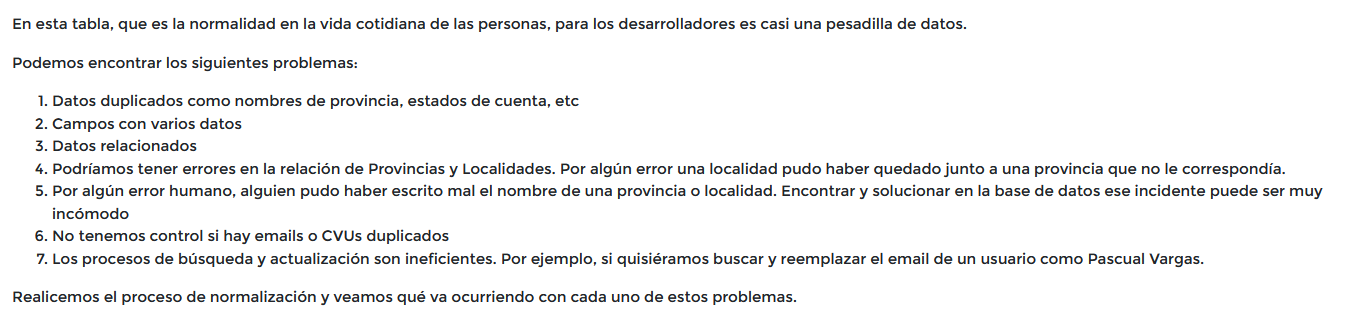 En esta tabla, que es la normalidad en la vida cotidiana de las personas, para los desarrolladores es casi una pesadilla de datos.
Podemos encontrar los siguientes problemas:
1. Datos duplicados como nombres de provincia, estados de cuenta, etc
2. Campos con varios datos
3. Datos relacionados
4. Podríamos tener errores en la relación de Provincias y Localidades. Por algún error una localidad pudo haber quedado junto a una provincia que no le correspondía.
5. Por algún error humano, alguien pudo haber escrito mal el nombre de una provincia o localidad. Encontrar y solucionar en la base de datos ese incidente puede ser muy
incómodo
6. No tenemos control si hay emails o CVUs duplicados
7. Los procesos de búsqueda y actualización son ineficientes. Por ejemplo, si quisiéramos buscar y reemplazar el email de un usuario como Pascual Vargas.
Realicemos el proceso de normalización y veamos qué va ocurriendo con cada uno de estos problemas.